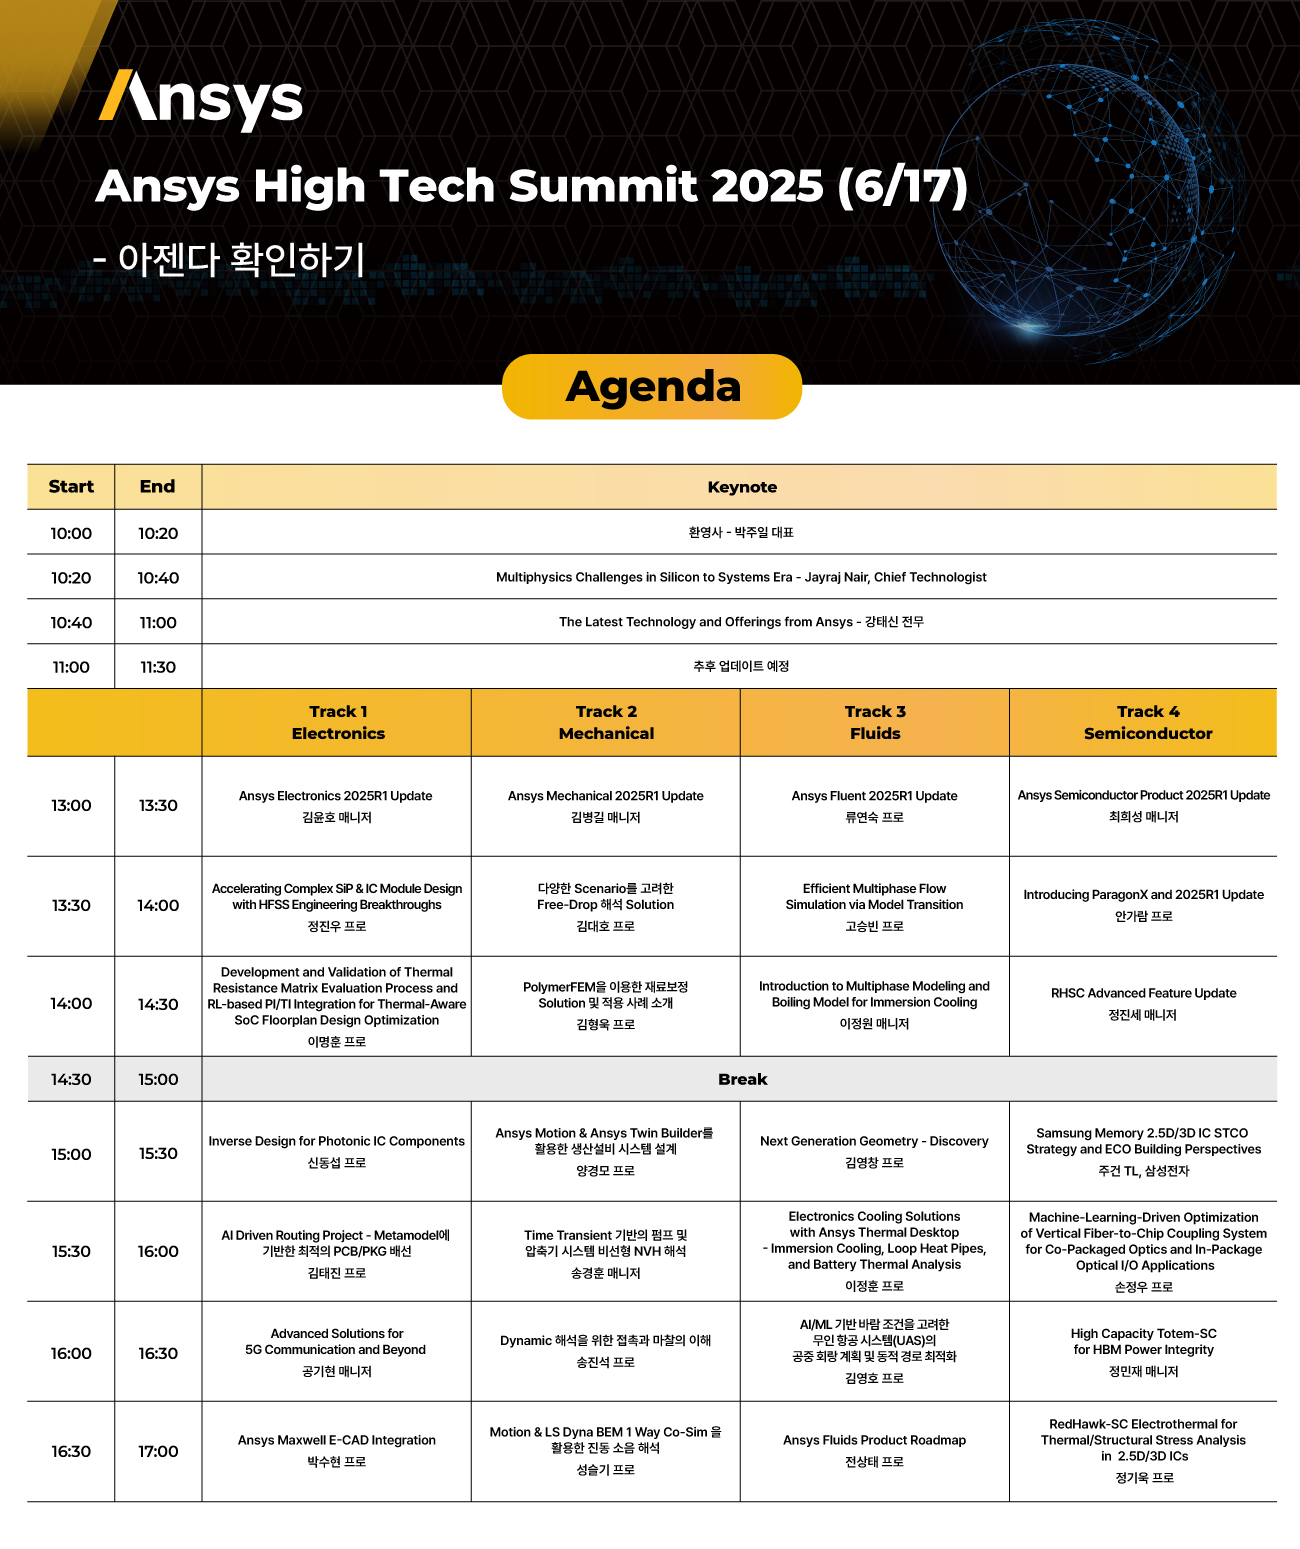 Ansys
Ansys High Tech Summit 2025 (6/17)
- 아젠다 확인하기
Agenda
Start
End
Keynote
10:00
10:20
환영사 - 박주일 대표
10:20
10:40
Multiphysics Challenges in Silicon to Systems Era - Jayraj Nair, Chief Technologist
10:40
11:00
The Latest Technology and Offerings from Ansys - 강태신 전무
11:00
11:30
추후 업데이트 예정
Track 1
Electronics
Track 2
Mechanical
Track 3
Fluids
Track 4
Semiconductor
13:00
13:30
Ansys Electronics 2025R1 Update
김윤호 매니저
Ansys Mechanical 2025R1 Update
김병길 매니저
Ansys Fluent 2025R1 Update
류연숙 프로
Ansys Semiconductor Product 2025R1 Update
최희성 매니저
13:30
14:00
Accelerating Complex SiP & IC Module Design
with HFSS Engineering Breakthroughs
정진우 프로
다양한 Scenario를 고려한
Free-Drop 해석 Solution
김대호 프로
Efficient Multiphase Flow
Simulation via Model Transition
고승빈 프로
Introducing ParagonX and 2025R1 Update
안가람 프로
14:00
14:30
Development and Validation of Thermal
Resistance Matrix Evaluation Process and
RL-based PI/TI Integration for Thermal-Aware
SoC Floorplan Design Optimization
이명훈 프로
PolymerFEM을 이용한 재료보정
Solution 및 적용 사례 소개
김형욱 프로
Introduction to Multiphase Modeling and
Boiling Model for Immersion Cooling
이정원 매니저
RHSC Advanced Feature Update
정진세 매니저
14:30
15:00
Break
15:00
15:30
Inverse Design for Photonic IC Components
신동섭 프로
Ansys Motion & Ansys Twin Builder를
활용한 생산설비 시스템 설계
양경모 프로
Next Generation Geometry - Discovery
김영창 프로
Samsung Memory 2.5D/3D IC STCO
Strategy and ECO Building Perspectives
주건 TL, 삼성전자
15:30
16:00
AI Driven Routing Project - Metamodel에
기반한 최적의 PCB/PKG 배선
김태진 프로
Time Transient 기반의 펌프 및
압축기 시스템 비선형 NVH 해석
송경훈 매니저
Electronics Cooling Solutions
with Ansys Thermal Desktop
- Immersion Cooling, Loop Heat Pipes,
and Battery Thermal Analysis
이정훈 프로
Machine-Learning-Driven Optimization
of Vertical Fiber-to-Chip Coupling System
for Co-Packaged Optics and In-Package
Optical I/O Applications
손정우 프로
16:00
16:30
Advanced Solutions for
5G Communication and Beyond
공기현 매니저
Dynamic 해석을 위한 접촉과 마찰의 이해
송진석 프로
AI/ML 기반 바람 조건을 고려한
무인 항공 시스템(UAS)의
공중 회랑 계획 및 동적 경로 최적화
김영호 프로
High Capacity Totem-SC
for HBM Power Integrity
정민재 매니저
16:30
17:00
Ansys Maxwell E-CAD Integration
박수현 프로
Motion & LS Dyna BEM 1 Way Co-Sim 을
활용한 진동 소음 해석
성슬기 프로
Ansys Fluids Product Roadmap
전상태 프로
RedHawk-SC Electrothermal for
Thermal/Structural Stress Analysis
in 2.5D/3D ICs
정기욱 프로